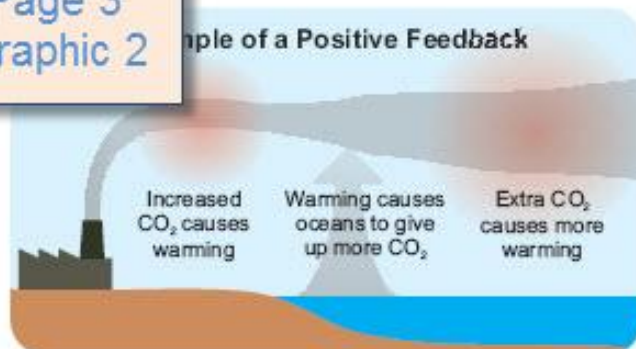 Page 3
raphic 2
mple of a Positive Feedback
Increased
CO₂ causes
warming
Warming causes
oceans to give
up more CO₂
Extra CO₂
causes more
warming